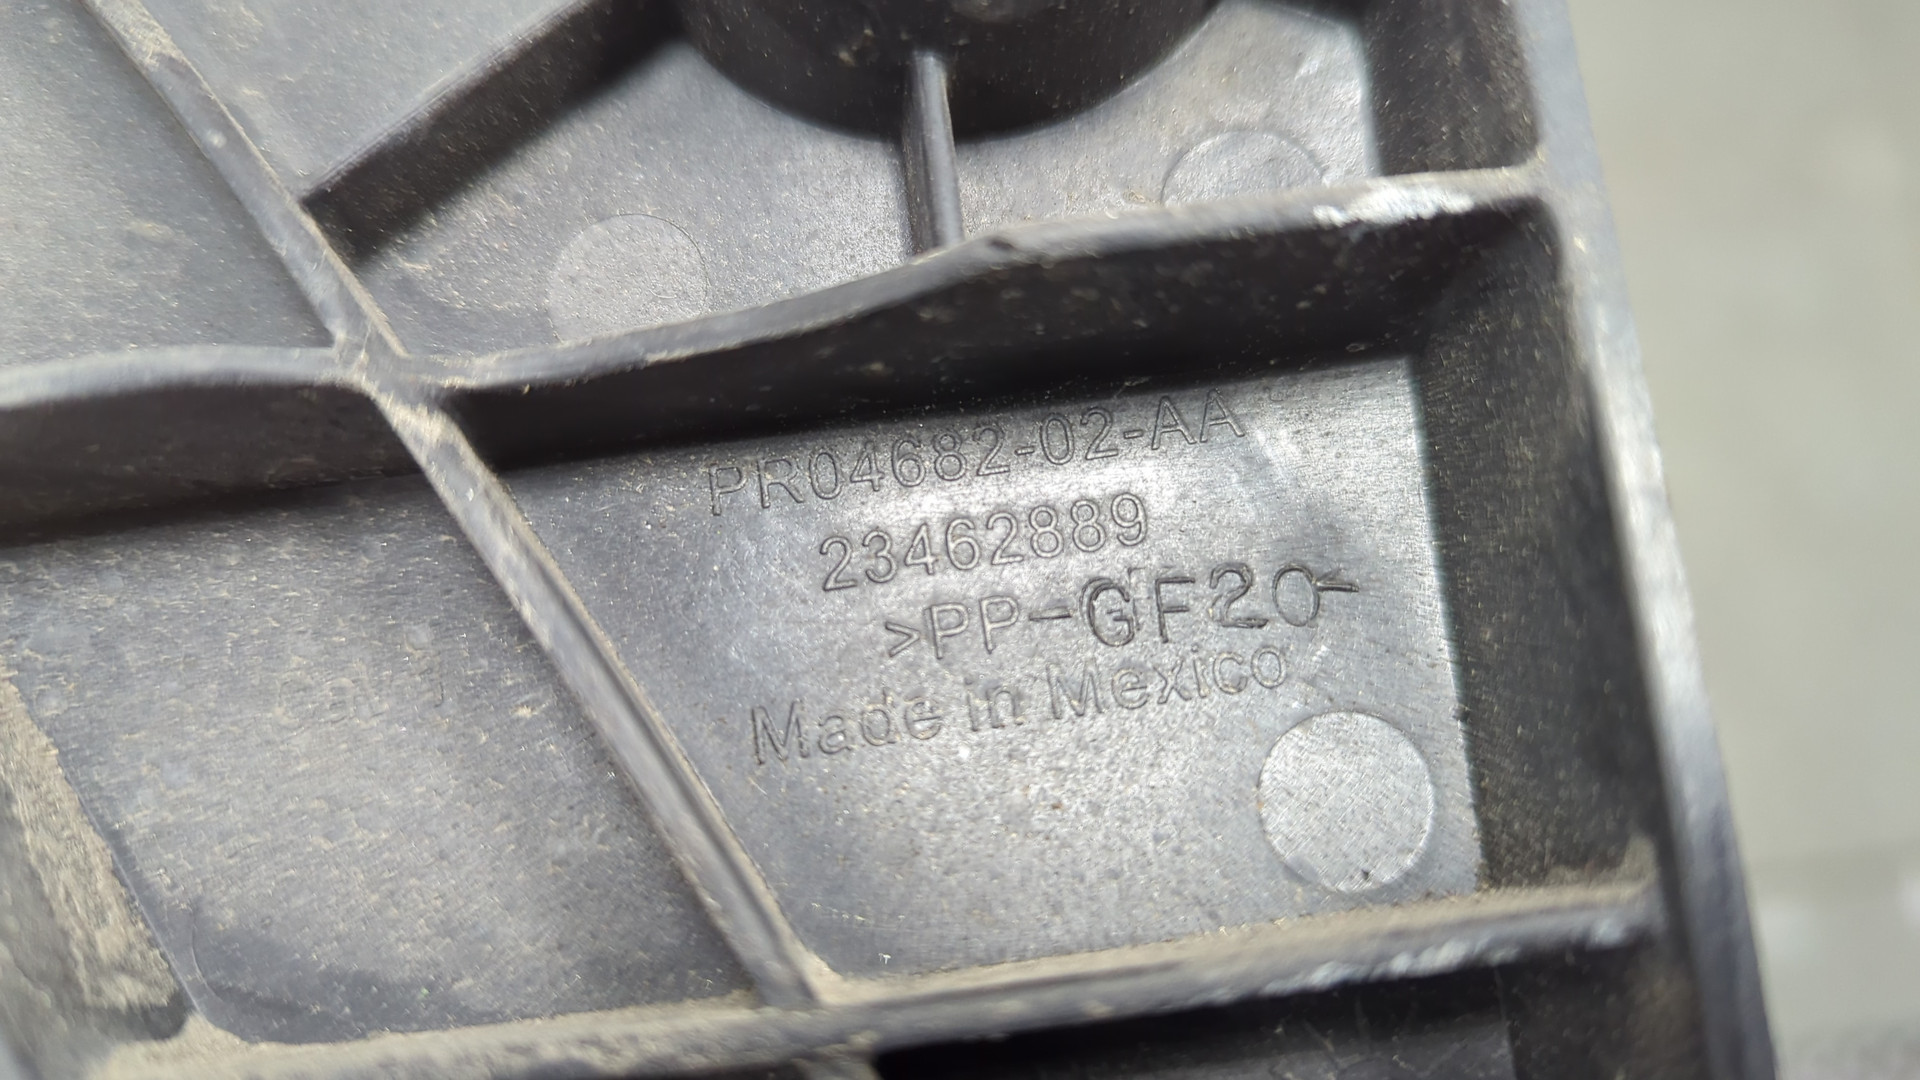 PR04682-02-AA
23462889
>PP-GF20<
Made in Mexico